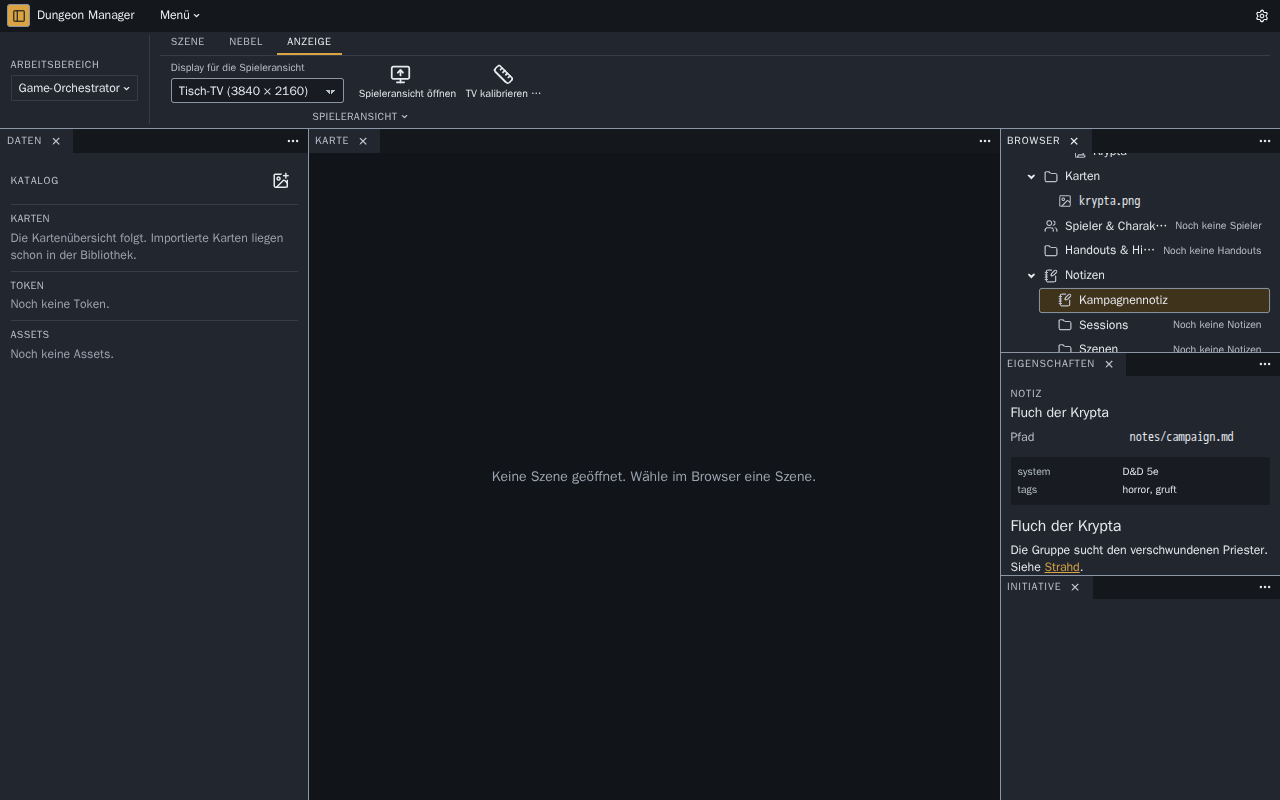 Dungeon Manager
Menü
SZENE
NEBEL
ANZEIGE
ARBEITSBEREICH
Game-Orchestrator
Display für die Spieleransicht
Tisch-TV (3840 × 2160)
Spieleransicht öffnen
TV kalibrieren ···
SPIELERANSICHT
DATEN
KATALOG
KARTEN
Die Kartenübersicht folgt. Importierte Karten liegen
schon in der Bibliothek.
TOKEN
Noch keine Token.
ASSETS
Noch keine Assets.
KARTE
Keine Szene geöffnet. Wähle im Browser eine Szene.
BROWSER
Krypta
Karten
krypta.png
Spieler & Charak··· Noch keine Spieler
Handouts & Hi··· Noch keine Handouts
Notizen
Kampagnennotiz
Sessions Noch keine Notizen
Szenen Noch keine Notizen
EIGENSCHAFTEN
NOTIZ
Fluch der Krypta
Pfad notes/campaign.md
system D&D 5e
tags horror, gruft
Fluch der Krypta
Die Gruppe sucht den verschwundenen Priester.
Siehe Strahd.
INITIATIVE